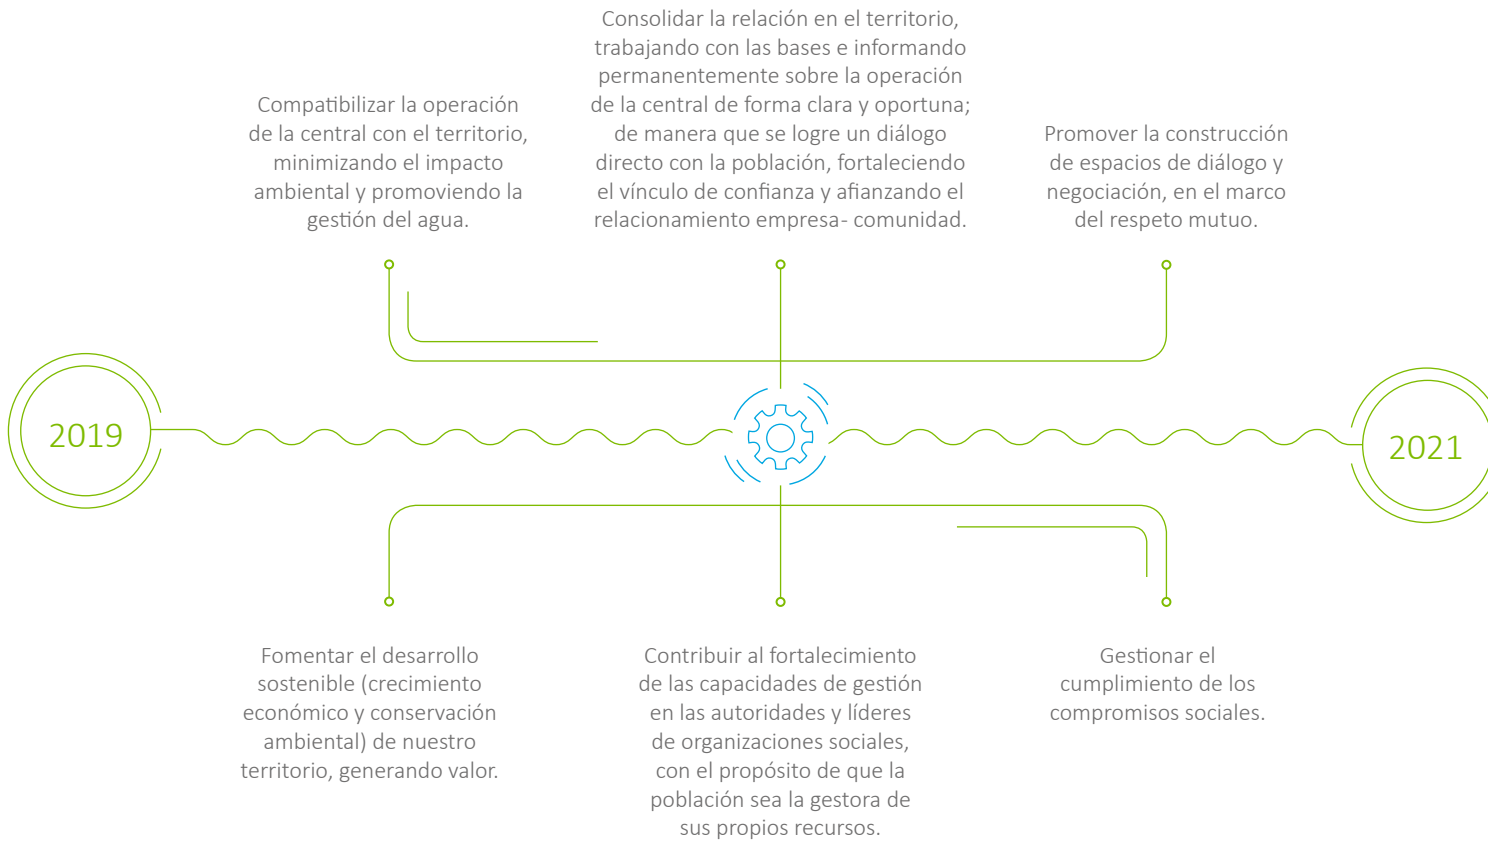 Compatibilizar la operación
de la central con el territorio,
minimizando el impacto
ambiental y promoviendo la
gestión del agua.
Consolidar la relación en el territorio,
trabajando con las bases e informando
permanentemente sobre la operación
de la central de forma clara y oportuna;
de manera que se logre un diálogo
directo con la población, fortaleciendo
el vínculo de confianza y afianzando el
relacionamiento empresa- comunidad.
Promover la construcción
de espacios de diálogo y
negociación, en el marco
del respeto mutuo.
2019
2021
Fomentar el desarrollo
sostenible (crecimiento
económico y conservación
ambiental) de nuestro
territorio, generando valor.
Contribuir al fortalecimiento
de las capacidades de gestión
en las autoridades y líderes
de organizaciones sociales,
con el propósito de que la
población sea la gestora de
sus propios recursos.
Gestionar el
cumplimiento de los
compromisos sociales.